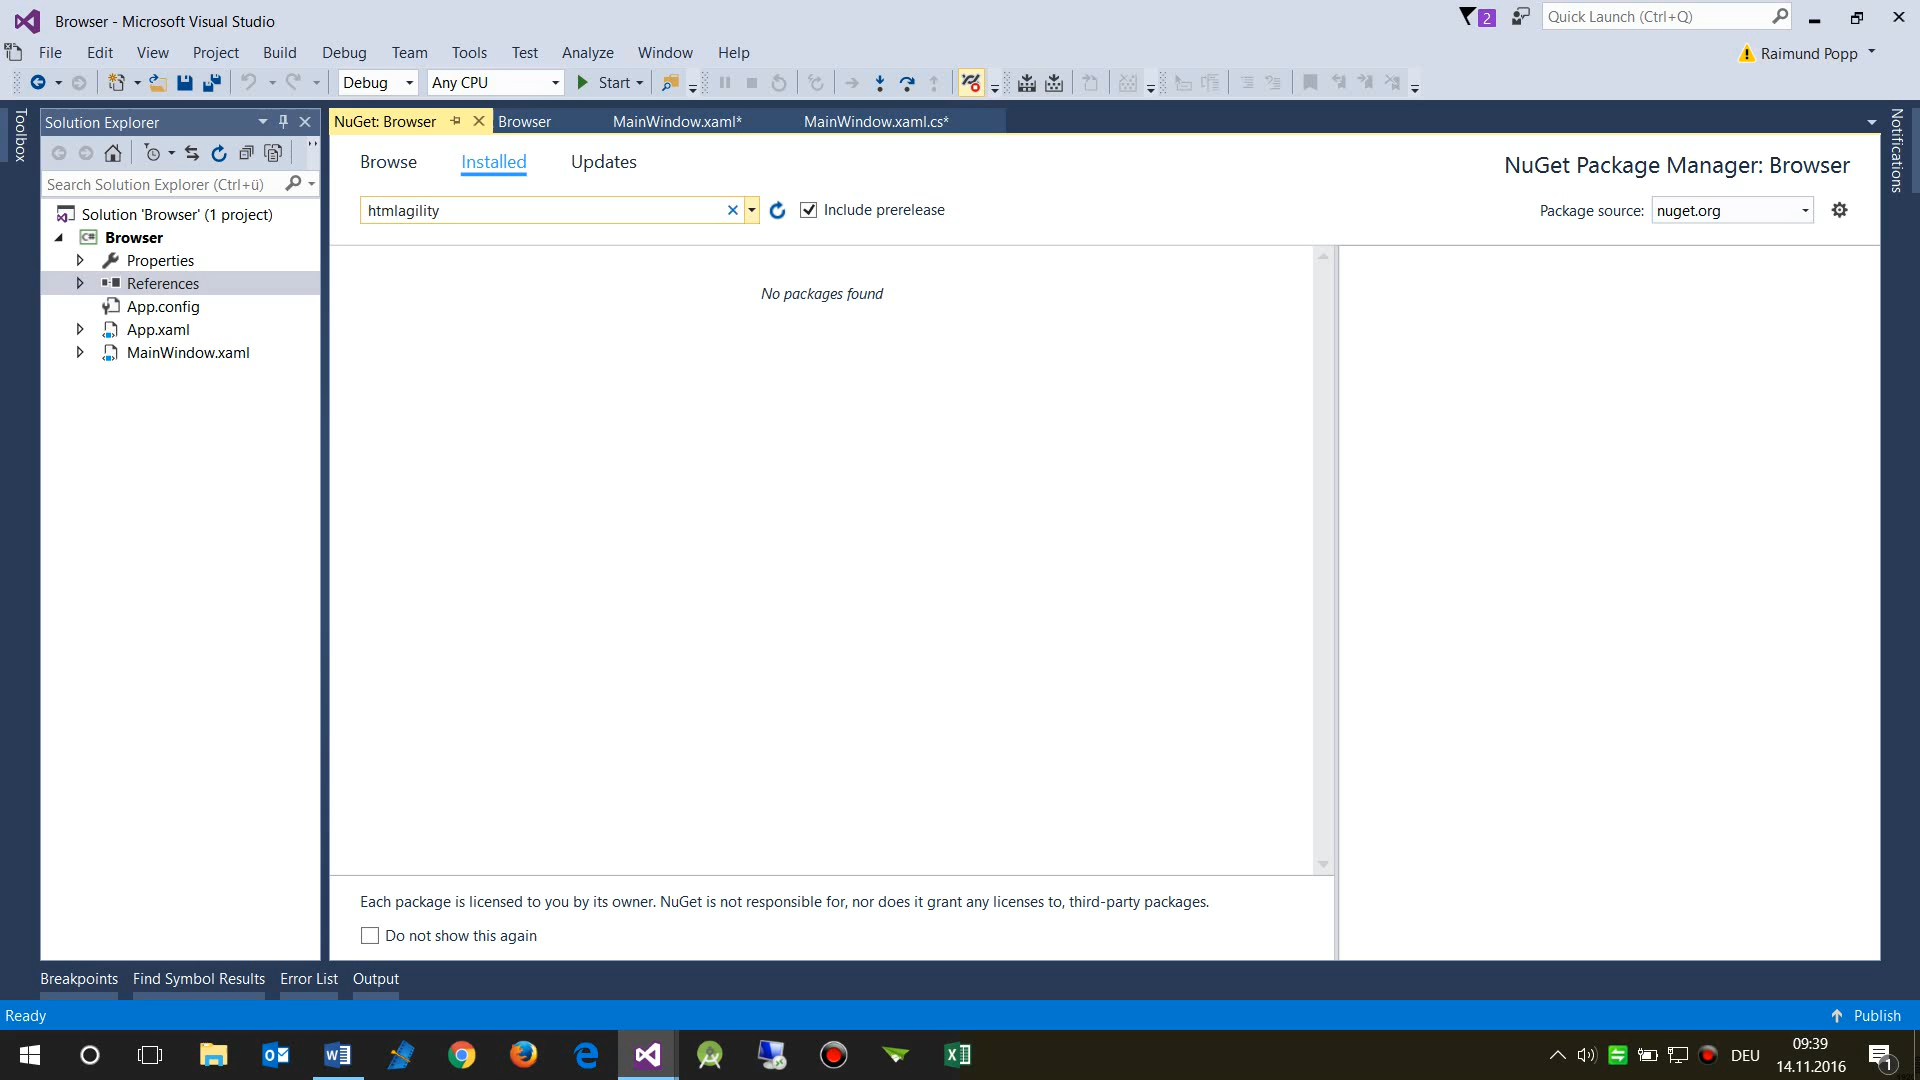 Browser - Microsoft Visual Studio
2
Quick Launch (Ctrl+Q)
File Edit View Project Build Debug Team Tools Test Analyze Window Help
Raimund Popp
Debug
Any CPU
Start
Toolbox
Solution Explorer
Search Solution Explorer (Ctrl+ü)
Solution 'Browser' (1 project)
C# Browser
Properties
References
App.config
App.xaml
MainWindow.xaml
NuGet: Browser
Browser
MainWindow.xaml*
MainWindow.xaml.cs*
Browse
Installed
Updates
NuGet Package Manager: Browser
htmlagility
Include prerelease
Package source: nuget.org
No packages found
Each package is licensed to you by its owner. NuGet is not responsible for, nor does it grant any licenses to, third-party packages.
Do not show this again
Notifications
Breakpoints Find Symbol Results Error List Output
Ready
Publish
DEU
09:39
14.11.2016
1